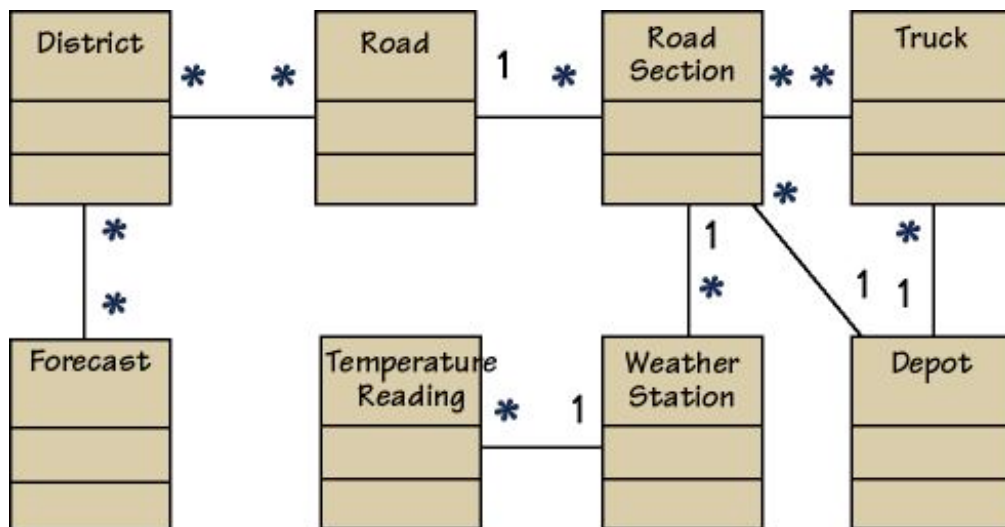 District
Road
Road
Section
Truck
* * 1 * * *
*
* 1 *
* * 1 1
Forecast
Temperature
Reading
Weather
Station
Depot
* 1